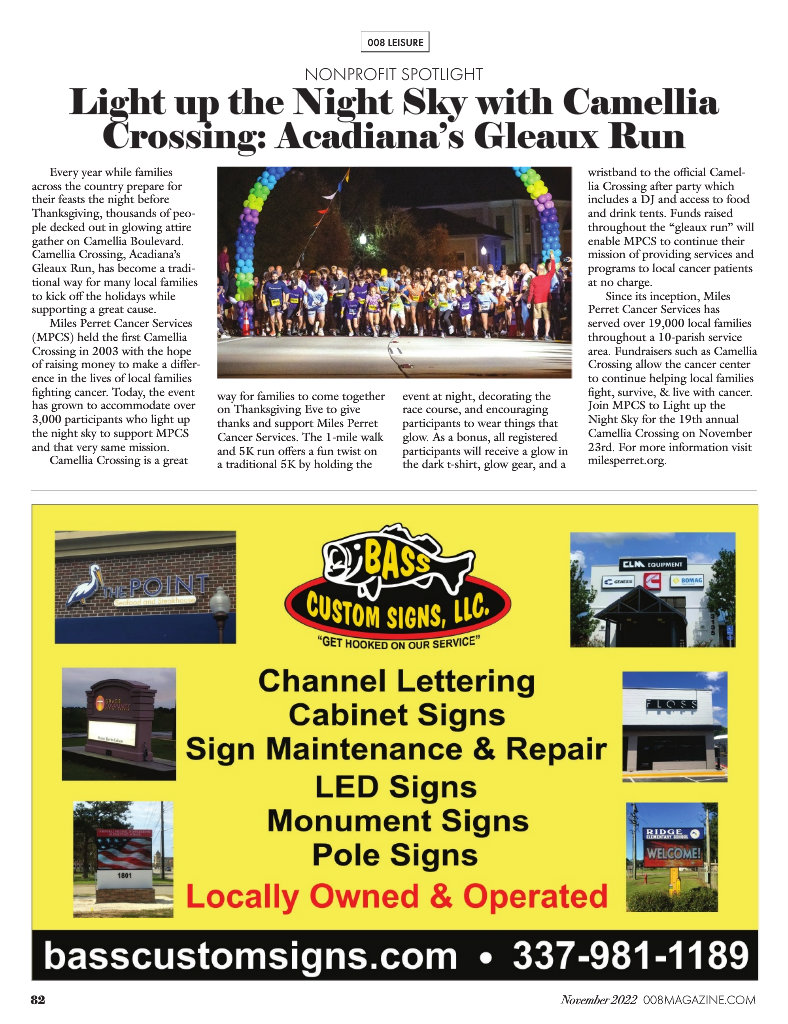 008 LEISURE
NONPROFIT SPOTLIGHT
Light up the Night Sky with Camellia
Crossing: Acadiana's Gleaux Run
Every year while families
across the country prepare for
their feasts the night before
Thanksgiving, thousands of peo-
ple decked out in glowing attire
gather on Camellia Boulevard.
Camellia Crossing, Acadiana's
Gleaux Run, has become a tradi-
tional way for many local families
to kick off the holidays while
supporting a great cause.
Miles Perret Cancer Services
(MPCS) held the first Camellia
Crossing in 2003 with the hope
of raising money to make a differ-
ence in the lives of local families
fighting cancer. Today, the event
has grown to accommodate over
3,000 participants who light up
the night sky to support MPCS
and that very same mission.
Camellia Crossing is a great
way for families to come together
on Thanksgiving Eve to give
thanks and support Miles Perret
Cancer Services. The 1-mile walk
and 5K run offers a fun twist on
a traditional 5K by holding the
event at night, decorating the
race course, and encouraging
participants to wear things that
glow. As a bonus, all registered
participants will receive a glow in
the dark t-shirt, glow gear, and a
wristband to the official Camel-
lia Crossing after party which
includes a DJ and access to food
and drink tents. Funds raised
throughout the "gleaux run" will
enable MPCS to continue their
mission of providing services and
programs to local cancer patients
at no charge.
Since its inception, Miles
Perret Cancer Services has
served over 19,000 local families
throughout a 10-parish service
area. Fundraisers such as Camellia
Crossing allow the cancer center
to continue helping local families
fight, survive, & live with cancer.
Join MPCS to Light up the
Night Sky for the 19th annual
Camellia Crossing on November
23rd. For more information visit
milesperret.org.
THE POINT
Seafood and Steakhouse
BASS
CUSTOM SIGNS, LLC.
"GET HOOKED ON OUR SERVICE"
CLM EQUIPMENT
GENESIS
BOMAG
Channel Lettering
Cabinet Signs
Sign Maintenance & Repair
LED Signs
Monument Signs
Pole Signs
Locally Owned & Operated
GRACE
FLOSS
1801
RIDGE
ELEMENTARY SCHOOL
WELCOME!
basscustomsigns.com • 337-981-1189
82
November 2022 008MAGAZINE.COM